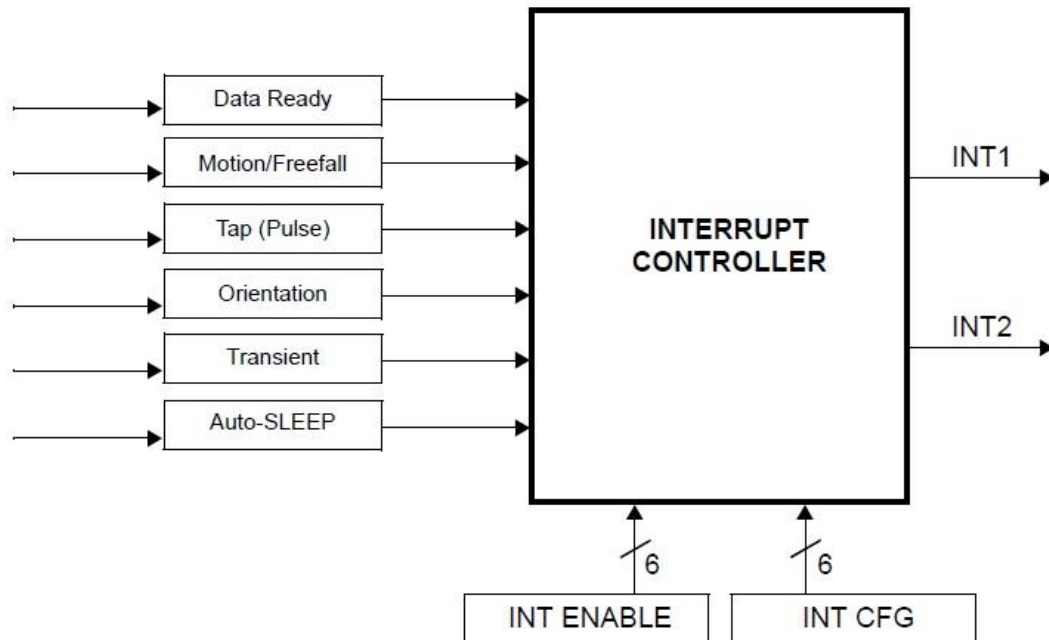 Data Ready
Motion/Freefall
Tap (Pulse)
Orientation
Transient
Auto-SLEEP
INTERRUPT
CONTROLLER
INT1
INT2
6
6
INT ENABLE
INT CFG